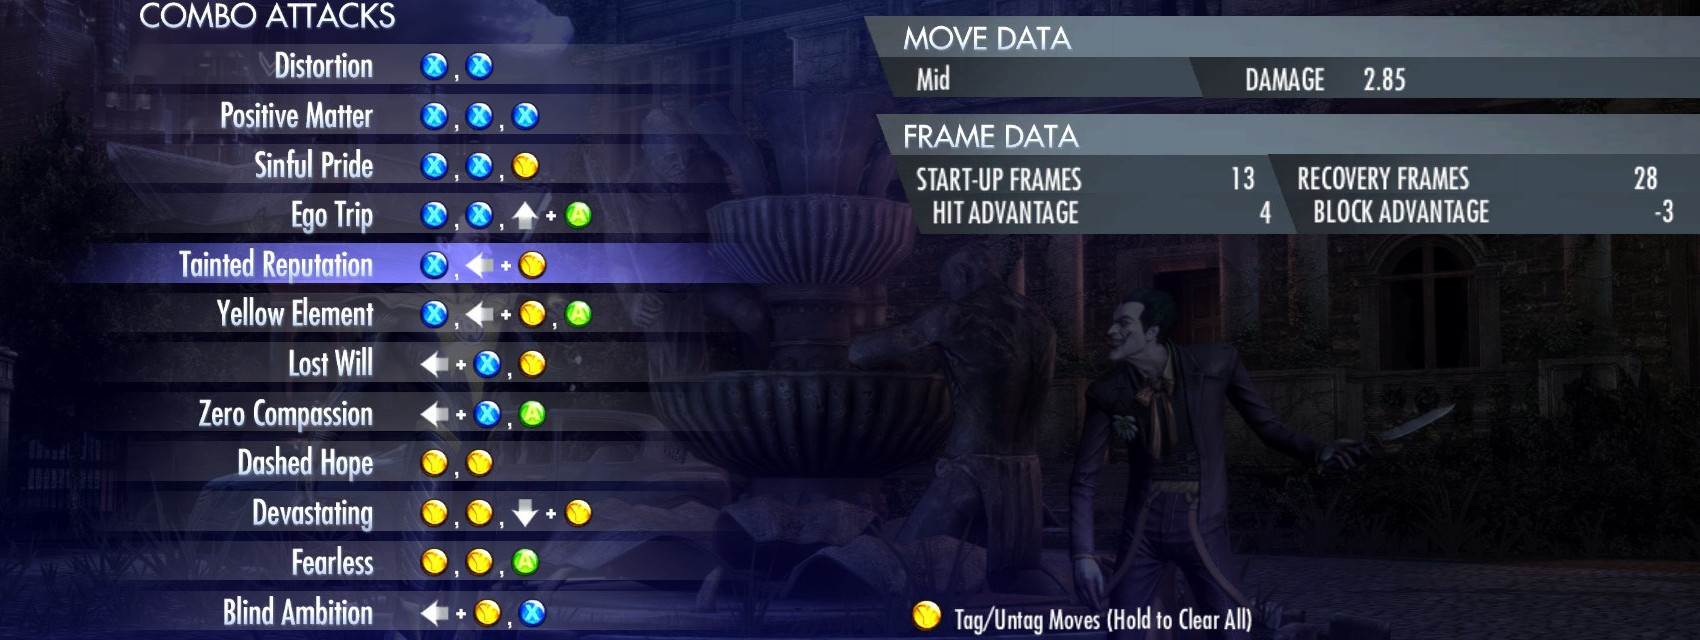 COMBO ATTACKS
Distortion X , X
Positive Matter X , X , X
Sinful Pride X , X , Y
Ego Trip X , X , ⬆ + A
Tainted Reputation X , ⬅ + Y
Yellow Element X , ⬅ + Y , A
Lost Will ⬅ + X , Y
Zero Compassion ⬅ + X , A
Dashed Hope Y , Y
Devastating Y , Y , ⬇ + Y
Fearless Y , Y , A
Blind Ambition ⬅ + Y , X
MOVE DATA
Mid DAMAGE 2.85
FRAME DATA
START-UP FRAMES 13 RECOVERY FRAMES 28
HIT ADVANTAGE 4 BLOCK ADVANTAGE -3
Y Tag/Untag Moves (Hold to Clear All)